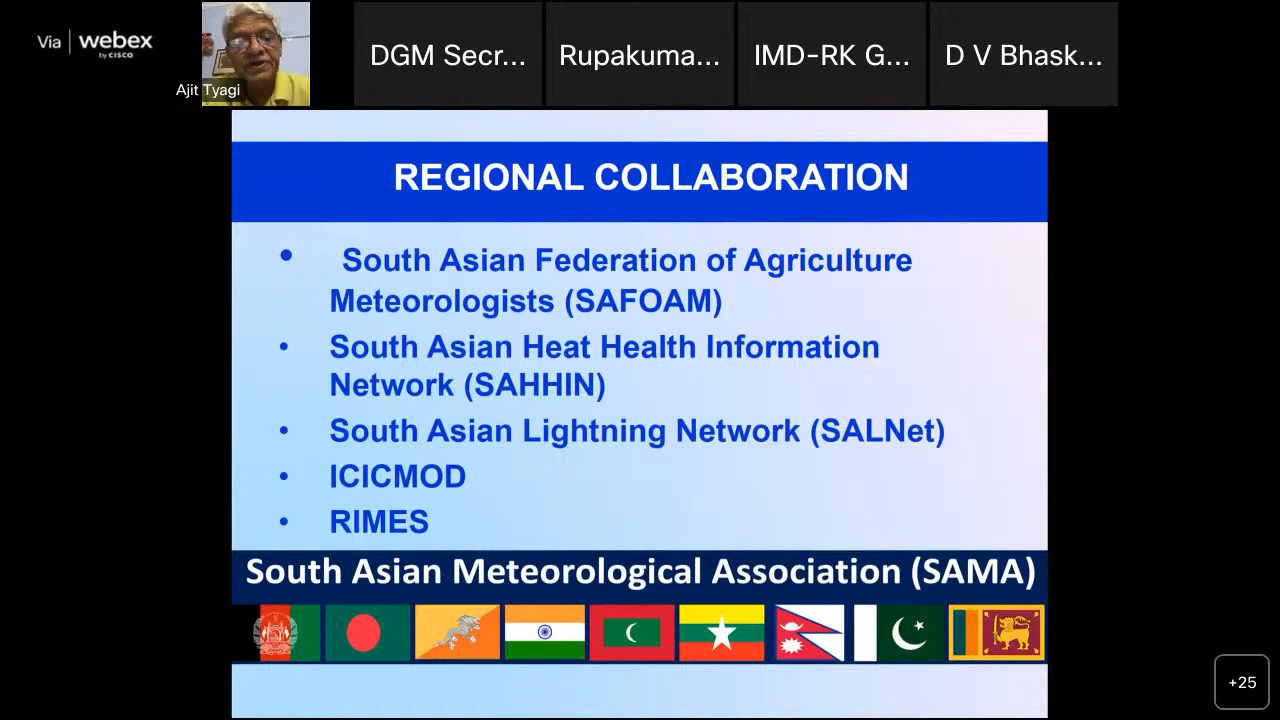 Via | webex
by CISCO
Ajit Tyagi
DGM Secr...
Rupakuma...
IMD-RK G...
D V Bhask...
REGIONAL COLLABORATION
• South Asian Federation of Agriculture
Meteorologists (SAFOAM)
• South Asian Heat Health Information
Network (SAHHIN)
• South Asian Lightning Network (SALNet)
• ICICMOD
• RIMES
South Asian Meteorological Association (SAMA)
+25